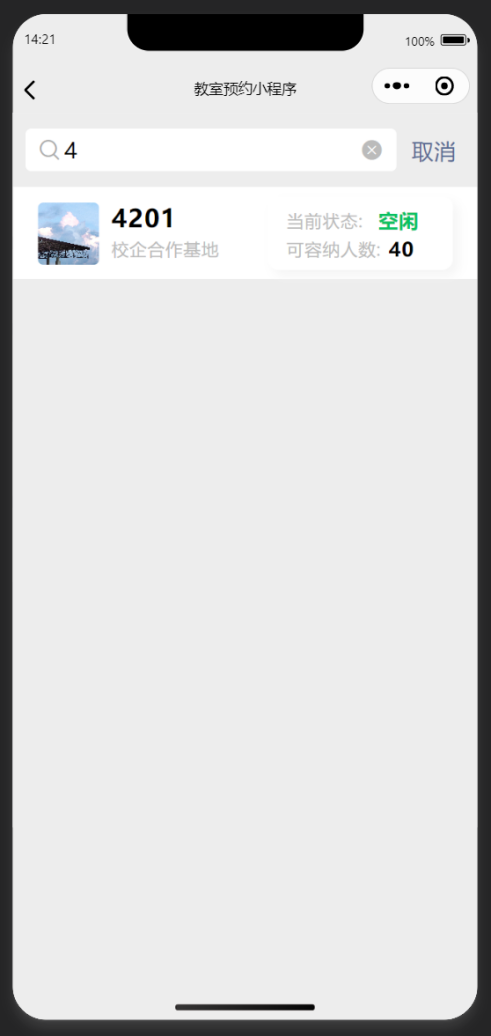 14:21
100%
教室预约小程序
4
取消
4201
校企合作基地
当前状态: 空闲
可容纳人数: 40